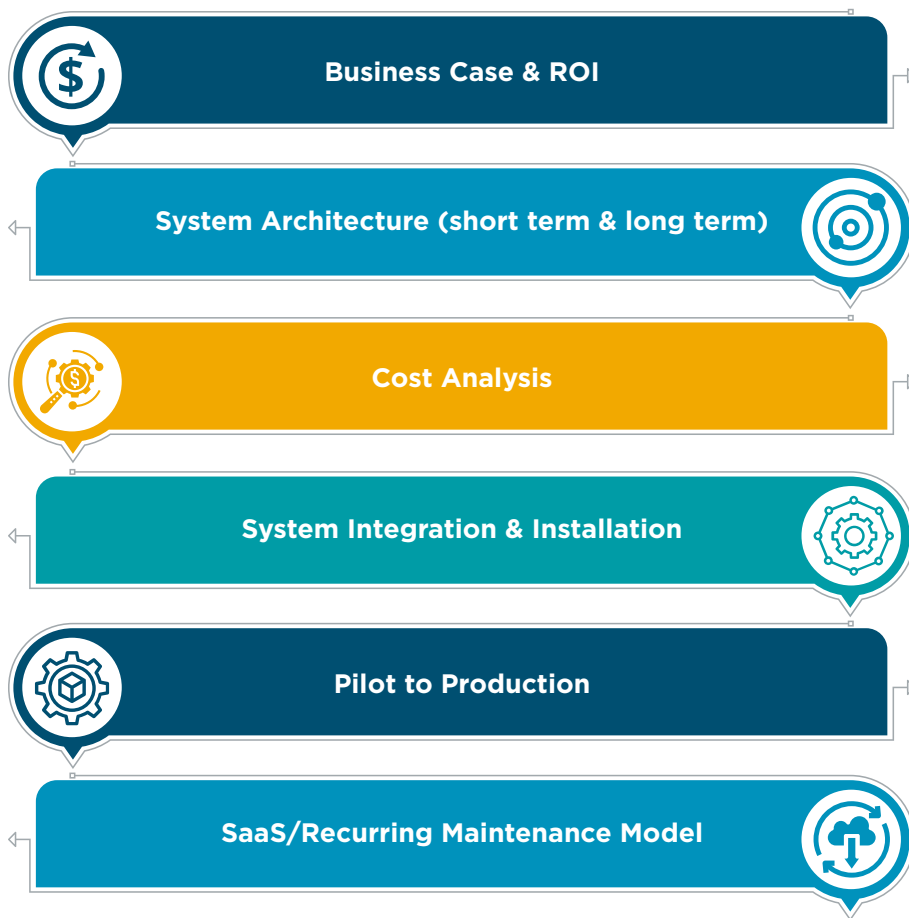 Business Case & ROI
System Architecture (short term & long term)
Cost Analysis
System Integration & Installation
Pilot to Production
SaaS/Recurring Maintenance Model